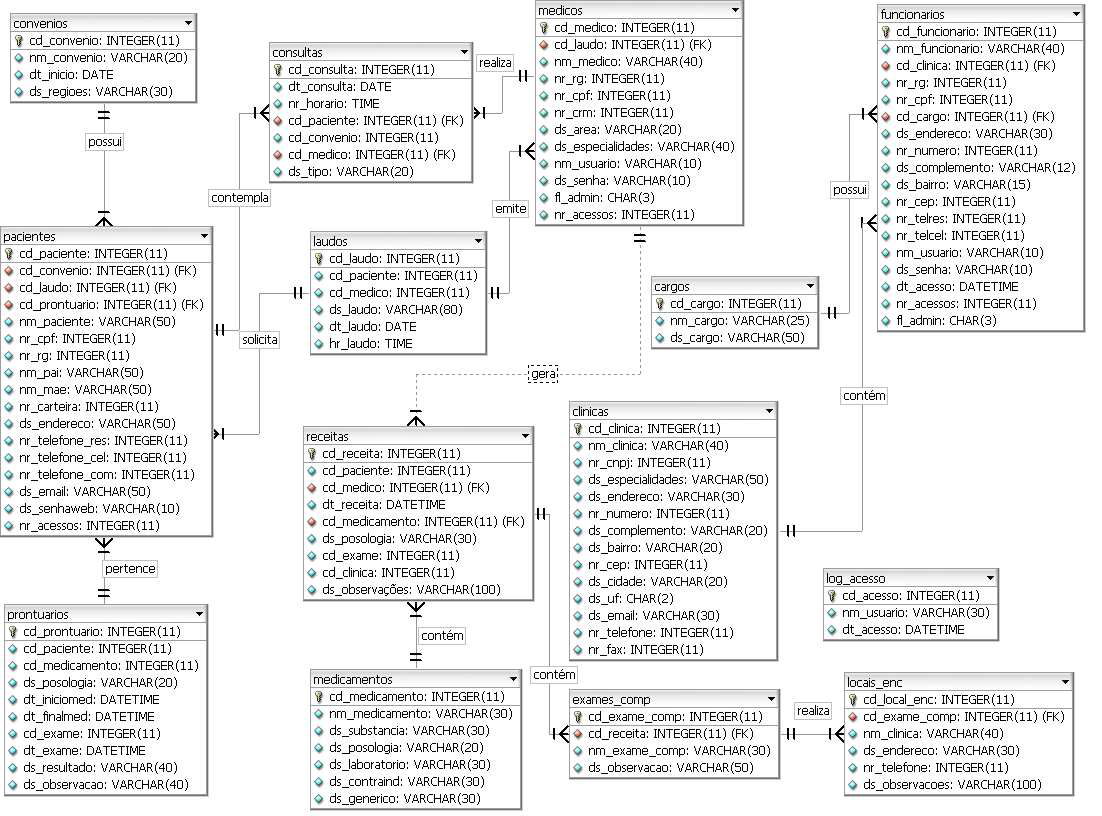 convenios
cd_convenio: INTEGER(11)
nm_convenio: VARCHAR(20)
dt_inicio: DATE
ds_regioes: VARCHAR(30)
possui
consultas
cd_consulta: INTEGER(11)
dt_consulta: DATE
nr_horario: TIME
cd_paciente: INTEGER(11) (FK)
cd_convenio: INTEGER(11)
cd_medico: INTEGER(11) (FK)
ds_tipo: VARCHAR(20)
realiza
contempla
medicos
cd_medico: INTEGER(11)
cd_laudo: INTEGER(11) (FK)
nm_medico: VARCHAR(40)
nr_rg: INTEGER(11)
nr_cpf: INTEGER(11)
nr_crm: INTEGER(11)
ds_area: VARCHAR(20)
ds_especialidades: VARCHAR(40)
nm_usuario: VARCHAR(10)
ds_senha: VARCHAR(10)
fl_admin: CHAR(3)
nr_acessos: INTEGER(11)
emite
funcionarios
cd_funcionario: INTEGER(11)
nm_funcionario: VARCHAR(40)
cd_clinica: INTEGER(11) (FK)
nr_rg: INTEGER(11)
nr_cpf: INTEGER(11)
cd_cargo: INTEGER(11) (FK)
ds_endereco: VARCHAR(30)
nr_numero: INTEGER(11)
ds_complemento: VARCHAR(12)
ds_bairro: VARCHAR(15)
nr_cep: INTEGER(11)
nr_telres: INTEGER(11)
nr_telcel: INTEGER(11)
nm_usuario: VARCHAR(10)
ds_senha: VARCHAR(10)
dt_acesso: DATETIME
nr_acessos: INTEGER(11)
fl_admin: CHAR(3)
possui
pacientes
cd_paciente: INTEGER(11)
cd_convenio: INTEGER(11) (FK)
cd_laudo: INTEGER(11) (FK)
cd_prontuario: INTEGER(11) (FK)
nm_paciente: VARCHAR(50)
nr_cpf: INTEGER(11)
nr_rg: INTEGER(11)
nm_pai: VARCHAR(50)
nm_mae: VARCHAR(50)
nr_carteira: INTEGER(11)
ds_endereco: VARCHAR(50)
nr_telefone_res: INTEGER(11)
nr_telefone_cel: INTEGER(11)
nr_telefone_com: INTEGER(11)
ds_email: VARCHAR(50)
ds_senhaweb: VARCHAR(10)
nr_acessos: INTEGER(11)
pertence
solicita
laudos
cd_laudo: INTEGER(11)
cd_paciente: INTEGER(11)
cd_medico: INTEGER(11)
ds_laudo: VARCHAR(80)
dt_laudo: DATE
hr_laudo: TIME
cargos
cd_cargo: INTEGER(11)
nm_cargo: VARCHAR(25)
ds_cargo: VARCHAR(50)
gera
contém
receitas
cd_receita: INTEGER(11)
cd_paciente: INTEGER(11)
cd_medico: INTEGER(11) (FK)
dt_receita: DATETIME
cd_medicamento: INTEGER(11) (FK)
ds_posologia: VARCHAR(30)
cd_exame: INTEGER(11)
cd_clinica: INTEGER(11)
ds_observações: VARCHAR(100)
contém
clinicas
cd_clinica: INTEGER(11)
nm_clinica: VARCHAR(40)
nr_cnpj: INTEGER(11)
ds_especialidades: VARCHAR(50)
ds_endereco: VARCHAR(30)
nr_numero: INTEGER(11)
ds_complemento: VARCHAR(20)
ds_bairro: VARCHAR(20)
nr_cep: INTEGER(11)
ds_cidade: VARCHAR(20)
ds_uf: CHAR(2)
ds_email: VARCHAR(30)
nr_telefone: INTEGER(11)
nr_fax: INTEGER(11)
log_acesso
cd_acesso: INTEGER(11)
nm_usuario: VARCHAR(30)
dt_acesso: DATETIME
prontuarios
cd_prontuario: INTEGER(11)
cd_paciente: INTEGER(11)
cd_medicamento: INTEGER(11)
ds_posologia: VARCHAR(20)
dt_iniciomed: DATETIME
dt_finalmed: DATETIME
cd_exame: INTEGER(11)
dt_exame: DATETIME
ds_resultado: VARCHAR(40)
ds_observacao: VARCHAR(40)
medicamentos
cd_medicamento: INTEGER(11)
nm_medicamento: VARCHAR(30)
ds_substancia: VARCHAR(30)
ds_posologia: VARCHAR(20)
ds_laboratorio: VARCHAR(30)
ds_contraind: VARCHAR(30)
ds_generico: VARCHAR(30)
contém
exames_comp
cd_exame_comp: INTEGER(11)
cd_receita: INTEGER(11) (FK)
nm_exame_comp: VARCHAR(30)
ds_observacao: VARCHAR(50)
realiza
locais_enc
cd_local_enc: INTEGER(11)
cd_exame_comp: INTEGER(11) (FK)
nm_clinica: VARCHAR(40)
ds_endereco: VARCHAR(30)
nr_telefone: INTEGER(11)
ds_observacoes: VARCHAR(100)